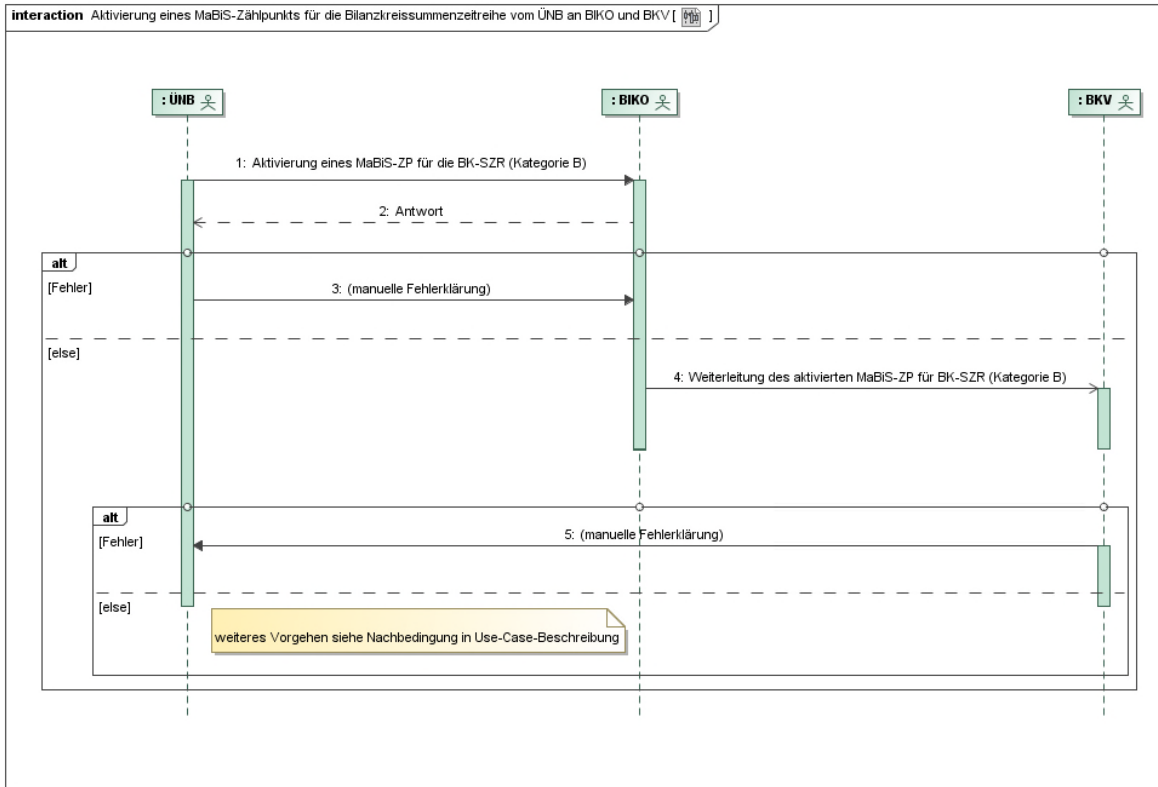 interaction Aktivierung eines MaBiS-Zählpunkts für die Bilanzkreissummenzeitreihe vom ÜNB an BIKO und BKV [ ]
: ÜNB
: BIKO
: BKV
1: Aktivierung eines MaBiS-ZP für die BK-SZR (Kategorie B)
2: Antwort
alt
[Fehler]
3: (manuelle Fehlerklärung)
[else]
4: Weiterleitung des aktivierten MaBiS-ZP für BK-SZR (Kategorie B)
alt
[Fehler]
5: (manuelle Fehlerklärung)
[else]
weiteres Vorgehen siehe Nachbedingung in Use-Case-Beschreibung